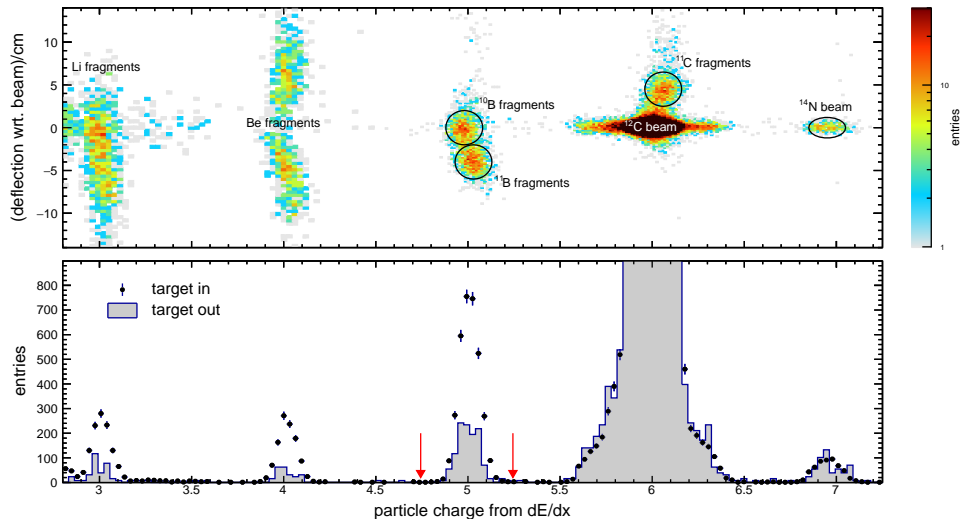 (deflection wrt. beam)/cm
10
5
0
−5
−10
Li fragments
Be fragments
¹⁰B fragments
¹¹B fragments
¹¹C fragments
¹²C beam
¹⁴N beam
10
1
entries
800
700
600
500
400
300
200
100
0
entries
target in
target out
3
3.5
4
4.5
5
5.5
6
6.5
7
particle charge from dE/dx